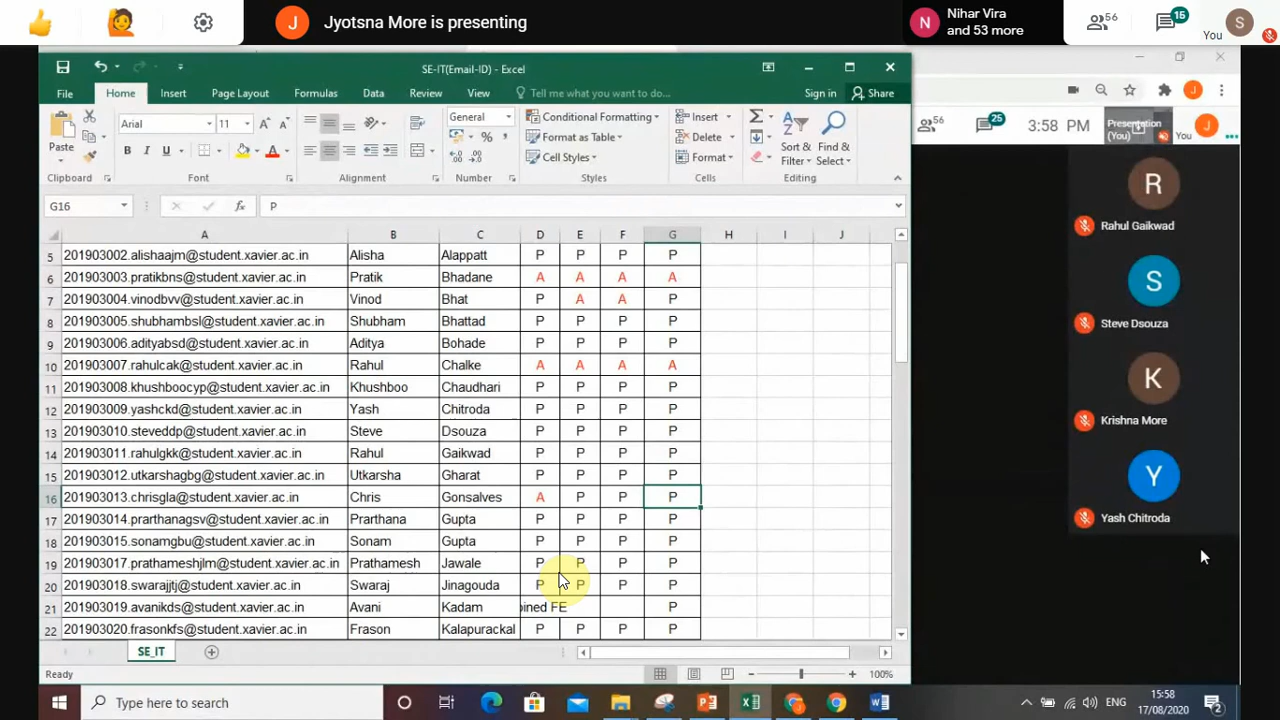 Jyotsna More is presenting
J
N
Nihar Vira
and 53 more
56
15
You
S
SE-IT(Email-ID) - Excel
File Home Insert Page Layout Formulas Data Review View Tell me what you want to do... Sign in Share
Paste
Arial 11
General
Conditional Formatting
Format as Table
Cell Styles
Insert
Delete
Format
Sort &
Filter
Find &
Select
Clipboard Font Alignment Number Styles Cells Editing
G16 fx P
A B C D E F G H I J
5 201903002.alishaajm@student.xavier.ac.in Alisha Alappatt P P P P
6 201903003.pratikbns@student.xavier.ac.in Pratik Bhadane A A A A
7 201903004.vinodbvv@student.xavier.ac.in Vinod Bhat P A A P
8 201903005.shubhambsl@student.xavier.ac.in Shubham Bhattad P P P P
9 201903006.adityabsd@student.xavier.ac.in Aditya Bohade P P P P
10 201903007.rahulcak@student.xavier.ac.in Rahul Chalke A A A A
11 201903008.khushboocyp@student.xavier.ac.in Khushboo Chaudhari P P P P
12 201903009.yashckd@student.xavier.ac.in Yash Chitroda P P P P
13 201903010.steveddp@student.xavier.ac.in Steve Dsouza P P P P
14 201903011.rahulgkk@student.xavier.ac.in Rahul Gaikwad P P P P
15 201903012.utkarshagbg@student.xavier.ac.in Utkarsha Gharat P P P P
16 201903013.chrisgla@student.xavier.ac.in Chris Gonsalves A P P P
17 201903014.prarthanagsv@student.xavier.ac.in Prarthana Gupta P P P P
18 201903015.sonamgbu@student.xavier.ac.in Sonam Gupta P P P P
19 201903017.prathameshjlm@student.xavier.ac.in Prathamesh Jawale P P P P
20 201903018.swarajjtj@student.xavier.ac.in Swaraj Jinagouda P P P P
21 201903019.avanikds@student.xavier.ac.in Avani Kadam oined FE P
22 201903020.frasonkfs@student.xavier.ac.in Frason Kalapurackal P P P P
SE_IT
Ready
100%
J
56
25
3:58 PM
Presentation
(You)
You
J
R
Rahul Gaikwad
S
Steve Dsouza
K
Krishna More
Y
Yash Chitroda
Type here to search
ENG
15:58
17/08/2020
2